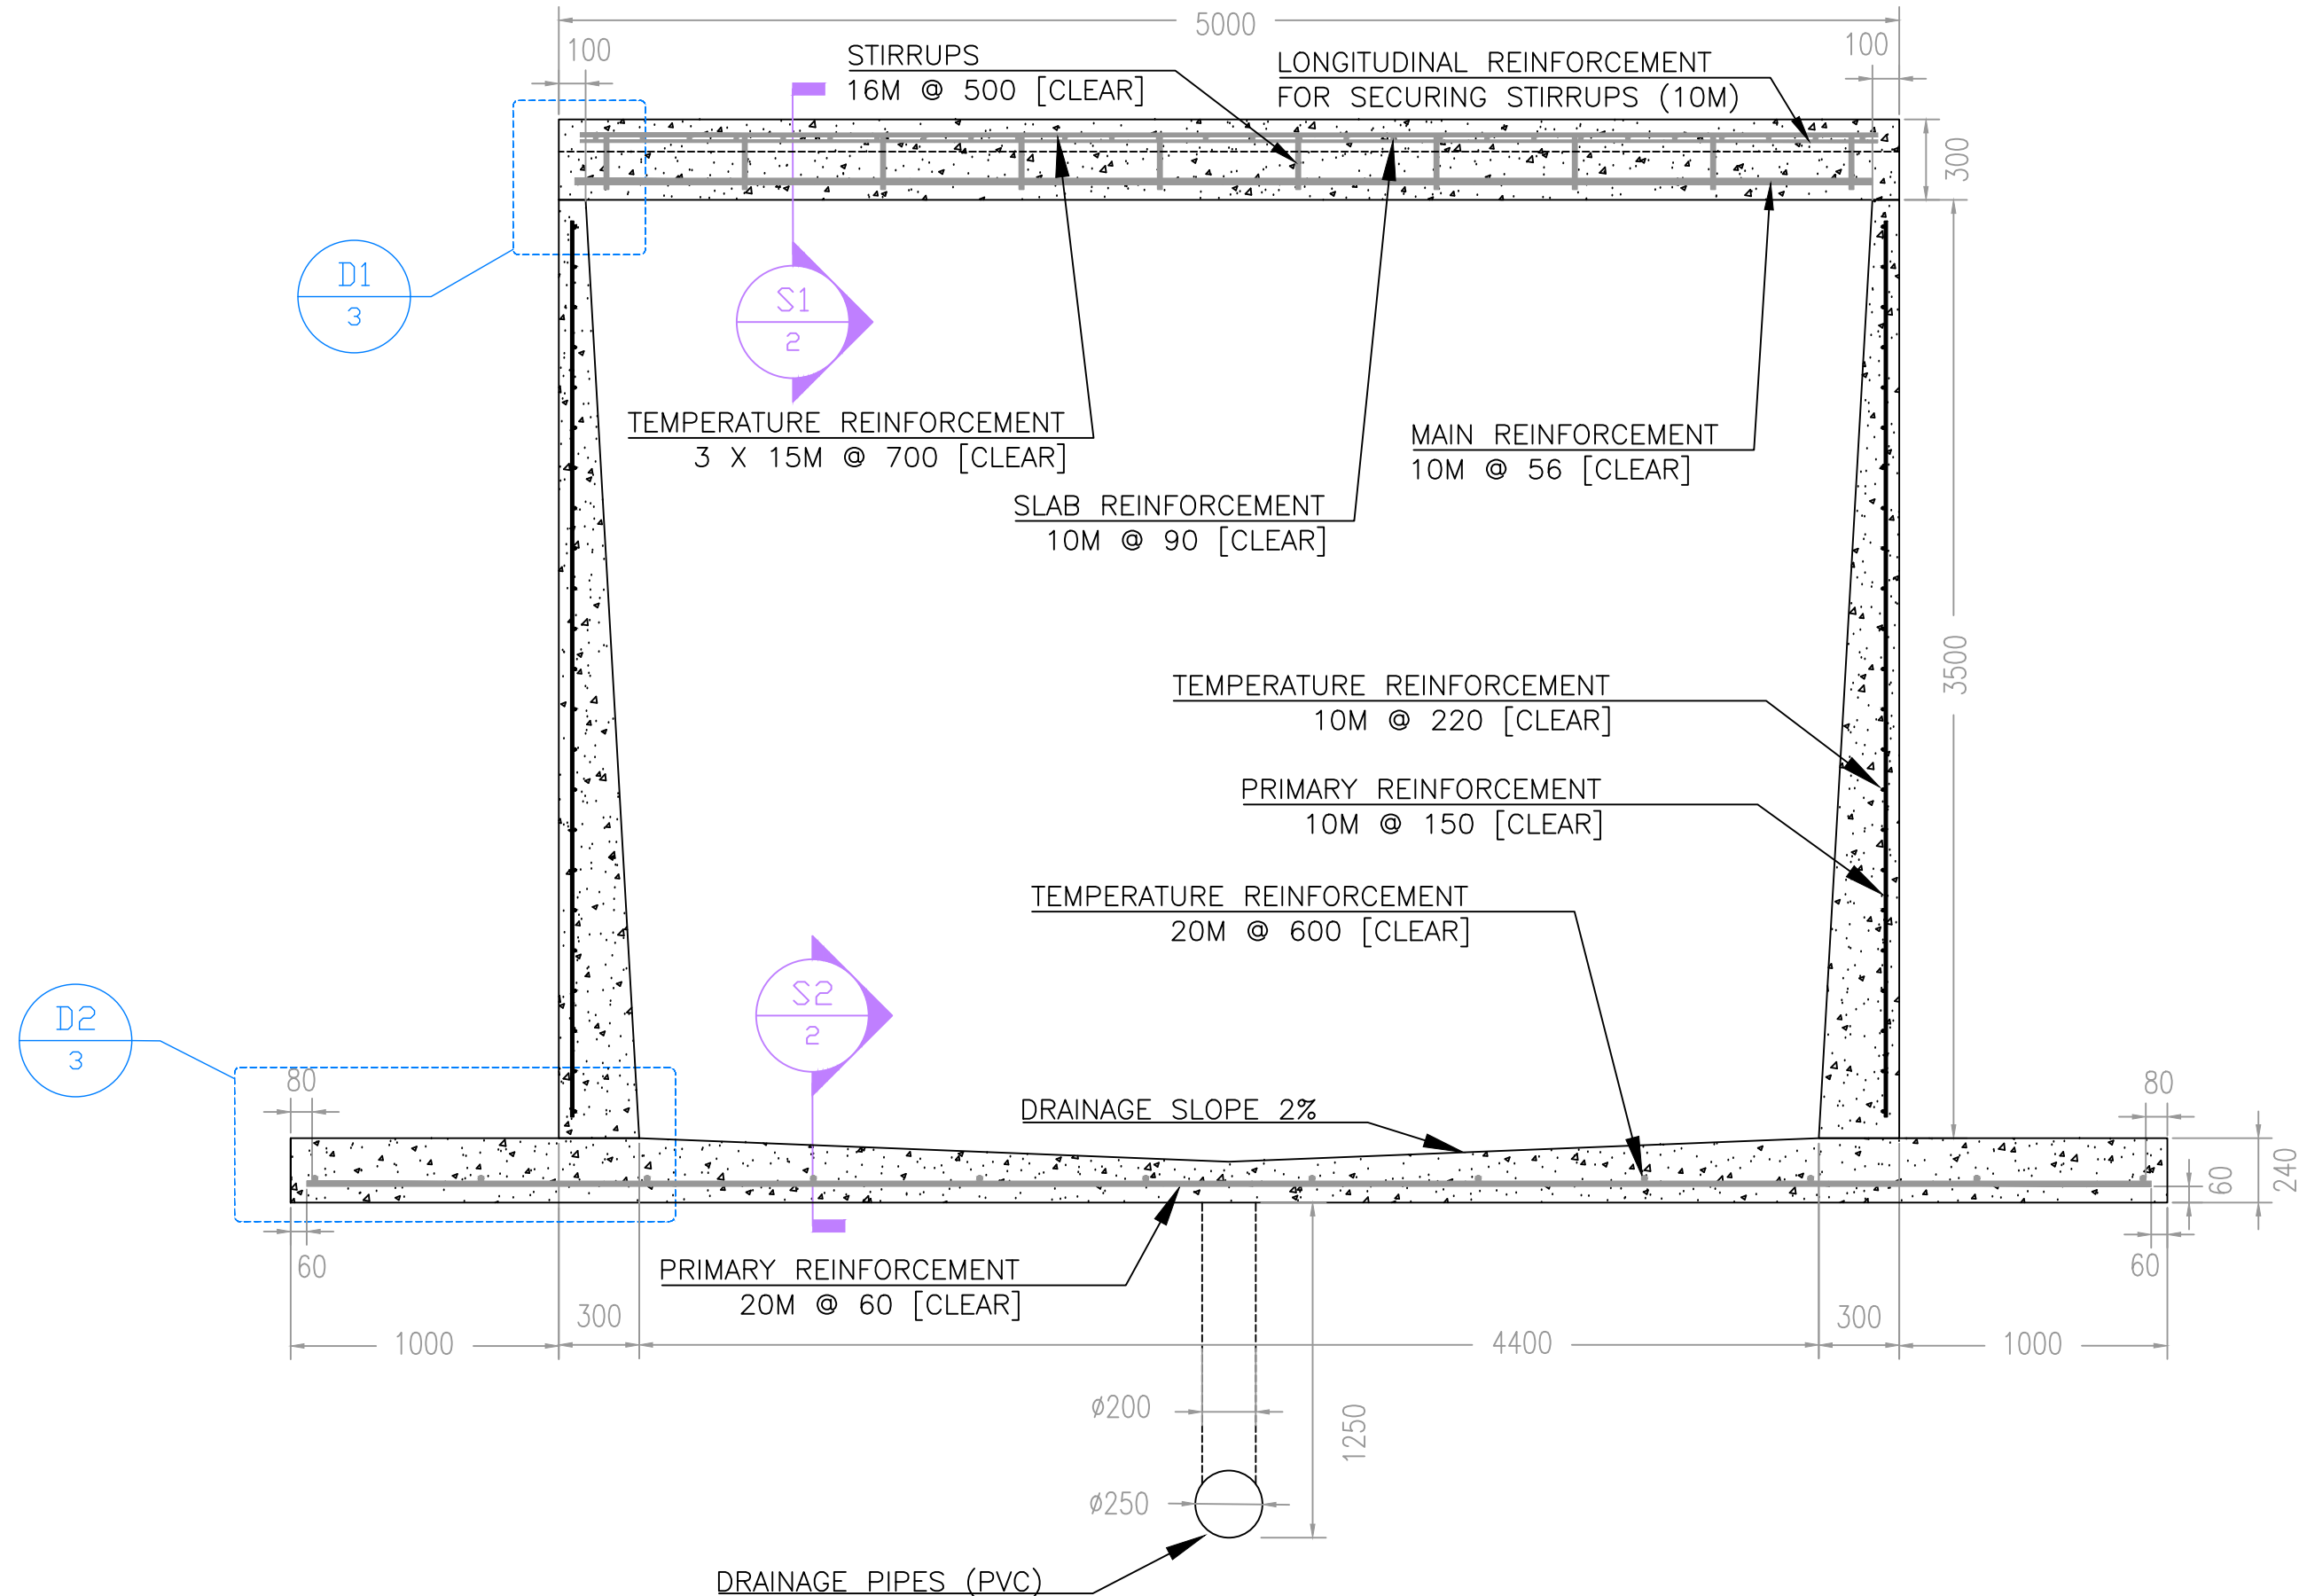 5000
100
100
STIRRUPS
16M @ 500 [CLEAR]
LONGITUDINAL REINFORCEMENT
FOR SECURING STIRRUPS (10M)
300
D1
3
S1
2
TEMPERATURE REINFORCEMENT
3 X 15M @ 700 [CLEAR]
MAIN REINFORCEMENT
10M @ 56 [CLEAR]
SLAB REINFORCEMENT
10M @ 90 [CLEAR]
3500
TEMPERATURE REINFORCEMENT
10M @ 220 [CLEAR]
PRIMARY REINFORCEMENT
10M @ 150 [CLEAR]
TEMPERATURE REINFORCEMENT
20M @ 600 [CLEAR]
S2
2
D2
3
80
80
DRAINAGE SLOPE 2%
60
240
60
60
PRIMARY REINFORCEMENT
20M @ 60 [CLEAR]
1000
300
4400
300
1000
ø200
1250
ø250
DRAINAGE PIPES (PVC)